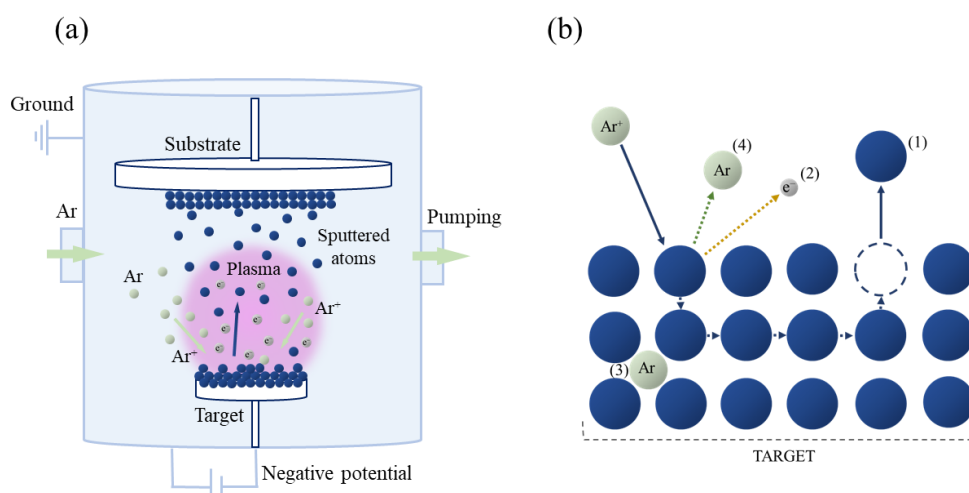 (a)
Ground
Substrate
Ar
Pumping
Sputtered
atoms
Plasma
Ar
e⁻
e⁻
Ar⁺
e⁻
e⁻
e⁻
Ar⁺
e⁻
e⁻
e⁻
Target
Negative potential
(b)
Ar⁺
(4)
Ar
(2)
e⁻
(1)
(3)
Ar
TARGET